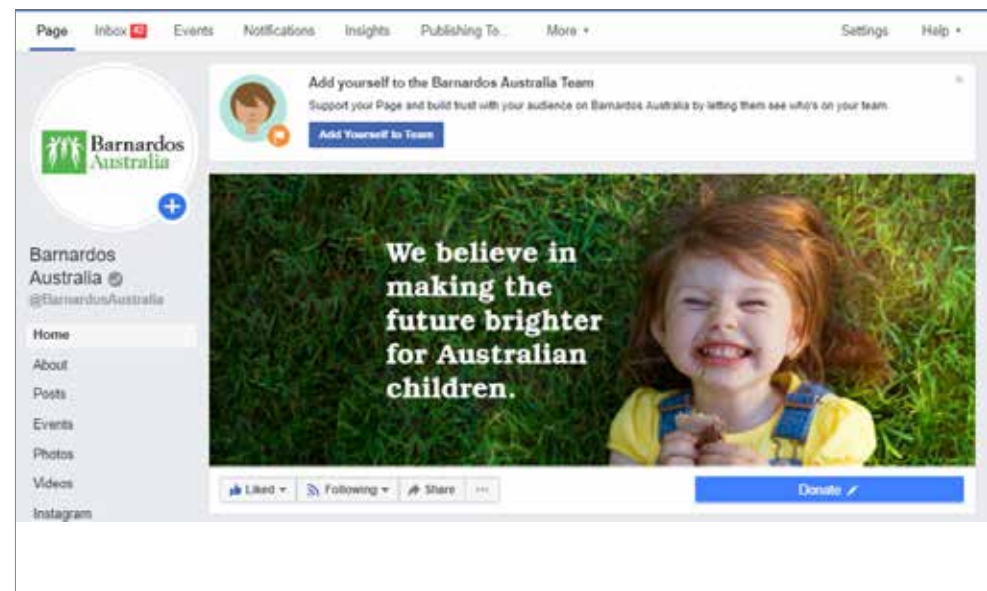 Page Inbox 42 Events Notifications Insights Publishing To... More Settings Help
Add yourself to the Barnardos Australia Team
Support your Page and build trust with your audience on Barnardos Australia by letting them see who's on your team.
Add Yourself to Team
Barnardos
Australia
Barnardos
Australia
@BarnardosAustralia
Home
About
Posts
Events
Photos
Videos
Instagram
We believe in
making the
future brighter
for Australian
children.
Liked Following Share ... Donate